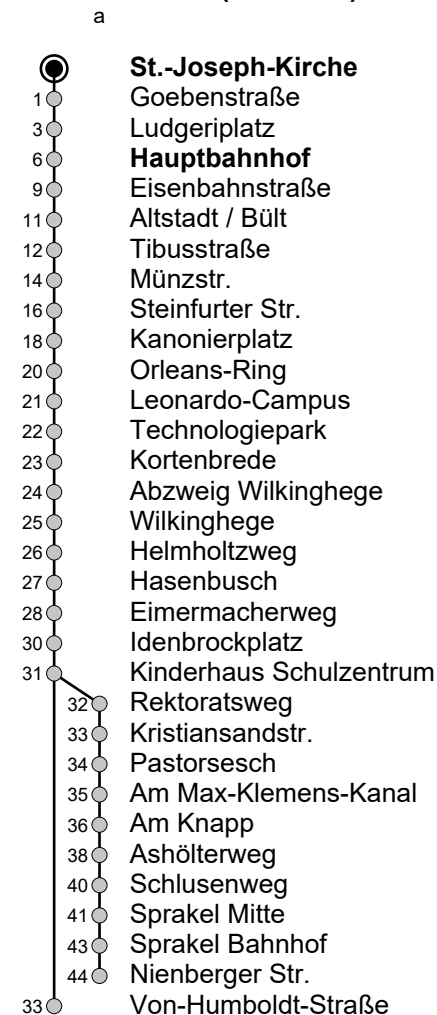 a
St.-Joseph-Kirche
1 Goebenstraße
3 Ludgeriplatz
6 Hauptbahnhof
9 Eisenbahnstraße
11 Altstadt / Bült
12 Tibusstraße
14 Münzstr.
16 Steinfurter Str.
18 Kanonierplatz
20 Orleans-Ring
21 Leonardo-Campus
22 Technologiepark
23 Kortenbrede
24 Abzweig Wilkinghege
25 Wilkinghege
26 Helmholtzweg
27 Hasenbusch
28 Eimermacherweg
30 Idenbrockplatz
31 Kinderhaus Schulzentrum
32 Rektoratsweg
33 Kristiansandstr.
34 Pastorsesch
35 Am Max-Klemens-Kanal
36 Am Knapp
38 Ashölterweg
40 Schlusenweg
41 Sprakel Mitte
43 Sprakel Bahnhof
44 Nienberger Str.
33 Von-Humboldt-Straße